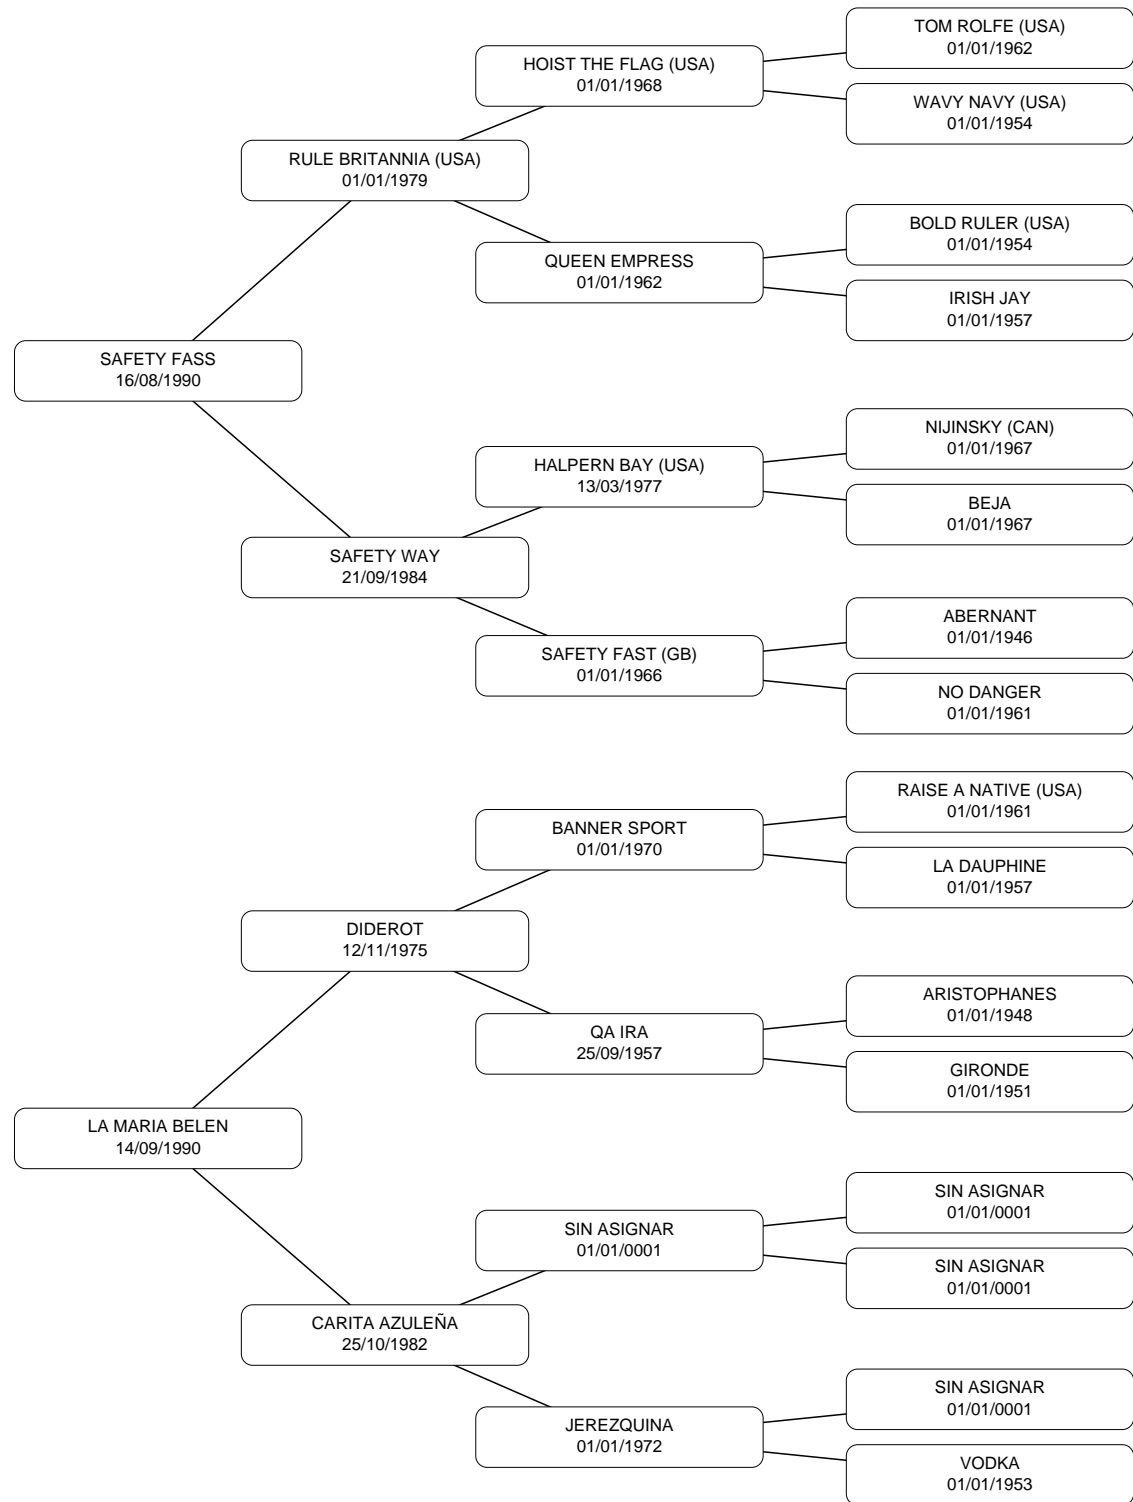 TOM ROLFE (USA)
01/01/1962
HOIST THE FLAG (USA)
01/01/1968
WAVY NAVY (USA)
01/01/1954
RULE BRITANNIA (USA)
01/01/1979
BOLD RULER (USA)
01/01/1954
QUEEN EMPRESS
01/01/1962
IRISH JAY
01/01/1957
SAFETY FASS
16/08/1990
NIJINSKY (CAN)
01/01/1967
HALPERN BAY (USA)
13/03/1977
BEJA
01/01/1967
SAFETY WAY
21/09/1984
ABERNANT
01/01/1946
SAFETY FAST (GB)
01/01/1966
NO DANGER
01/01/1961
RAISE A NATIVE (USA)
01/01/1961
BANNER SPORT
01/01/1970
LA DAUPHINE
01/01/1957
DIDEROT
12/11/1975
ARISTOPHANES
01/01/1948
QA IRA
25/09/1957
GIRONDE
01/01/1951
LA MARIA BELEN
14/09/1990
SIN ASIGNAR
01/01/0001
SIN ASIGNAR
01/01/0001
SIN ASIGNAR
01/01/0001
CARITA AZULEÑA
25/10/1982
SIN ASIGNAR
01/01/0001
JEREZQUINA
01/01/1972
VODKA
01/01/1953